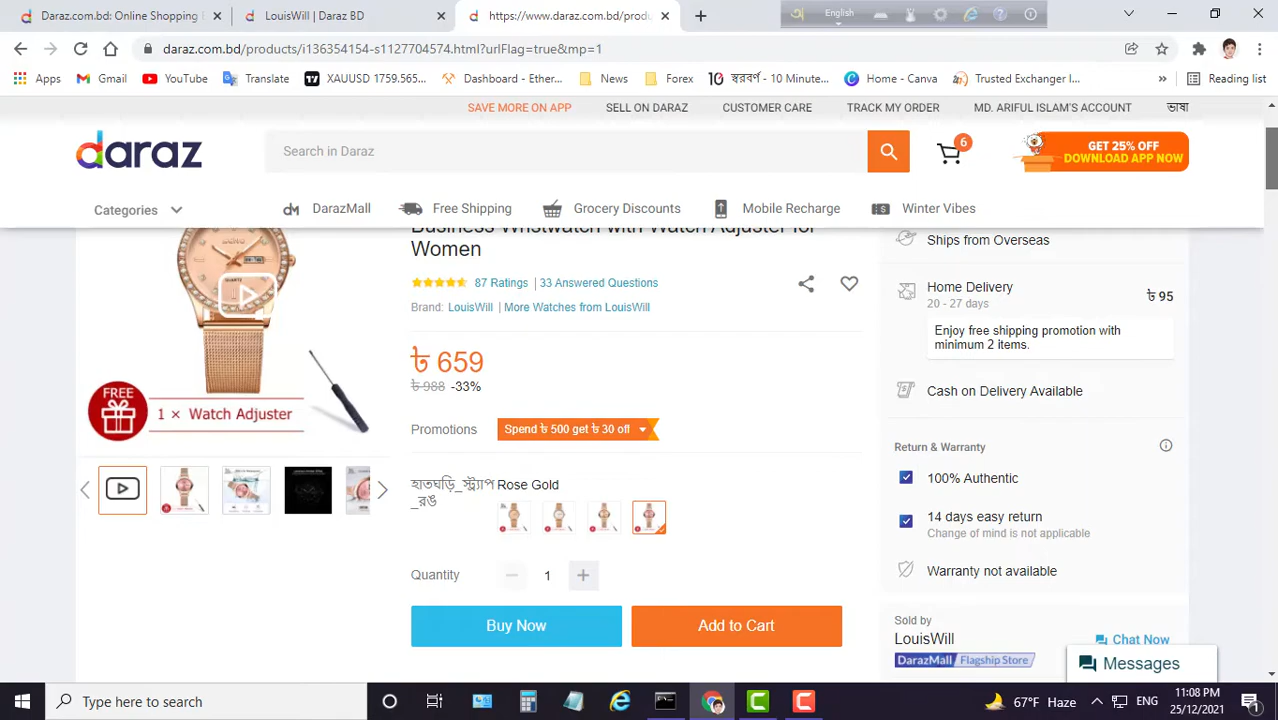 Daraz.com.bd: Online Shopping
LouisWill | Daraz BD
https://www.daraz.com.bd/produ
অ
English
daraz.com.bd/products/i136354154-s1127704574.html?urlFlag=true&mp=1
Apps
Gmail
YouTube
Translate
XAUUSD 1759.565...
Dashboard - Ether...
News
Forex
স্বরবর্ণ - 10 Minute...
Home - Canva
Trusted Exchanger I...
»
Reading list
SAVE MORE ON APP
SELL ON DARAZ
CUSTOMER CARE
TRACK MY ORDER
MD. ARIFUL ISLAM'S ACCOUNT
ভাষা
daraz
Search in Daraz
6
GET 25% OFF
DOWNLOAD APP NOW
Categories
DarazMall
Free Shipping
Grocery Discounts
Mobile Recharge
Winter Vibes
Business Wristwatch with Watch Adjuster for
Women
87 Ratings | 33 Answered Questions
Brand: LouisWill | More Watches from LouisWill
৳ 659
৳ 988 -33%
Promotions
Spend ৳ 500 get ৳ 30 off
হাতঘড়ি_স্ট্র্যাপ
_রঙ
Rose Gold
Quantity
1
Buy Now
Add to Cart
FREE
1 × Watch Adjuster
Ships from Overseas
Home Delivery
20 - 27 days
৳ 95
Enjoy free shipping promotion with
minimum 2 items.
Cash on Delivery Available
Return & Warranty
100% Authentic
14 days easy return
Change of mind is not applicable
Warranty not available
Sold by
LouisWill
Chat Now
DarazMall Flagship Store
Messages
Type here to search
67°F Haze
ENG
11:08 PM
25/12/2021
1